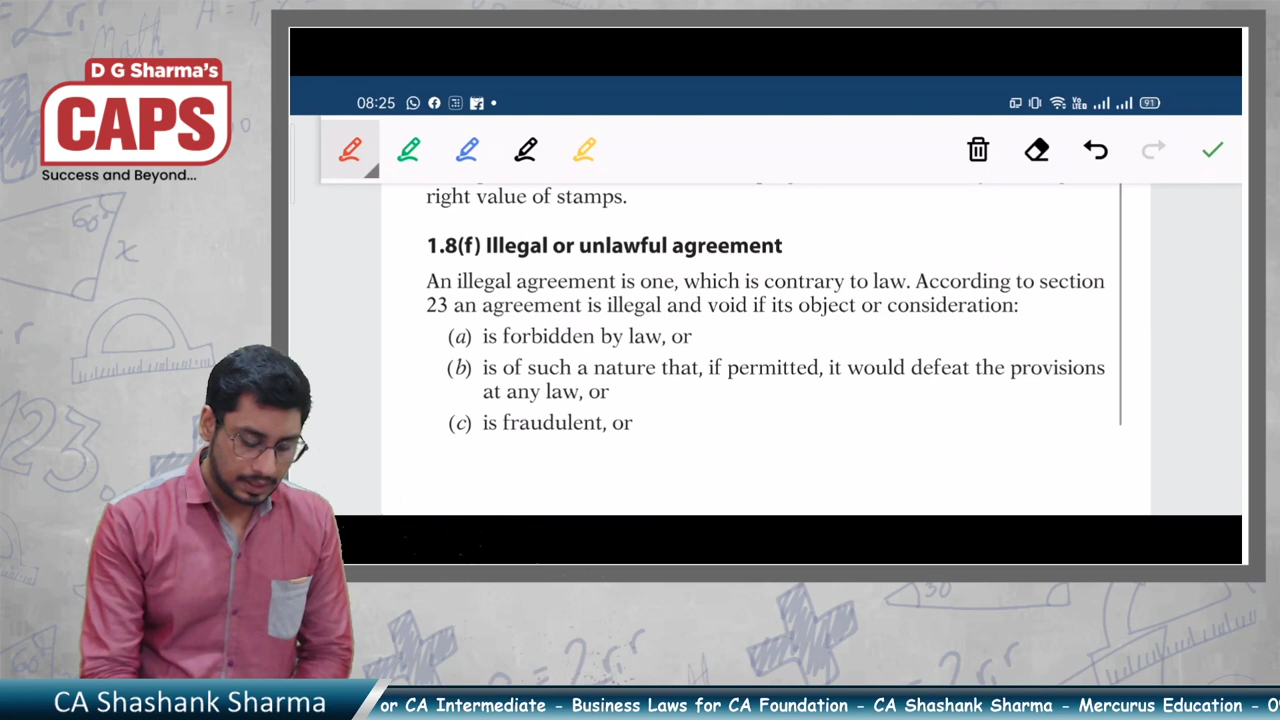 D G Sharma's
CAPS
Success and Beyond...
08:25
91
right value of stamps.
1.8(f) Illegal or unlawful agreement
An illegal agreement is one, which is contrary to law. According to section
23 an agreement is illegal and void if its object or consideration:
(a) is forbidden by law, or
(b) is of such a nature that, if permitted, it would defeat the provisions
at any law, or
(c) is fraudulent, or
CA Shashank Sharma
or CA Intermediate - Business Laws for CA Foundation - CA Shashank Sharma - Mercurus Education - O